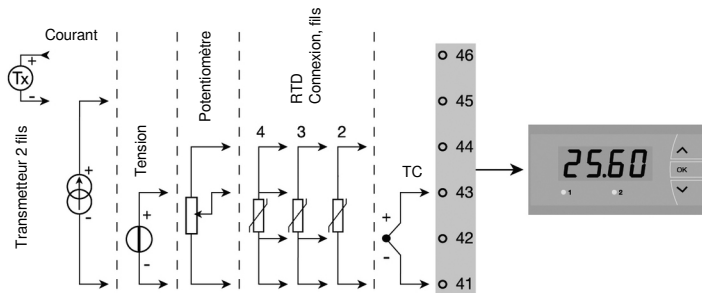 Courant
+
Tx
-
Transmetteur 2 fils
+
-
Tension
+
-
Potentiomètre
RTD
Connexion, fils
4 3 2
TC
+
-
46
45
44
43
42
41
25.60
1 2
OK